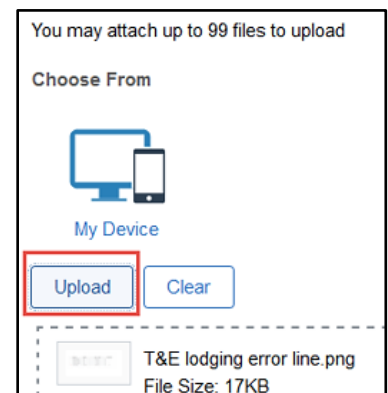 You may attach up to 99 files to upload
Choose From
My Device
Upload Clear
T&E lodging error line.png
File Size: 17KB